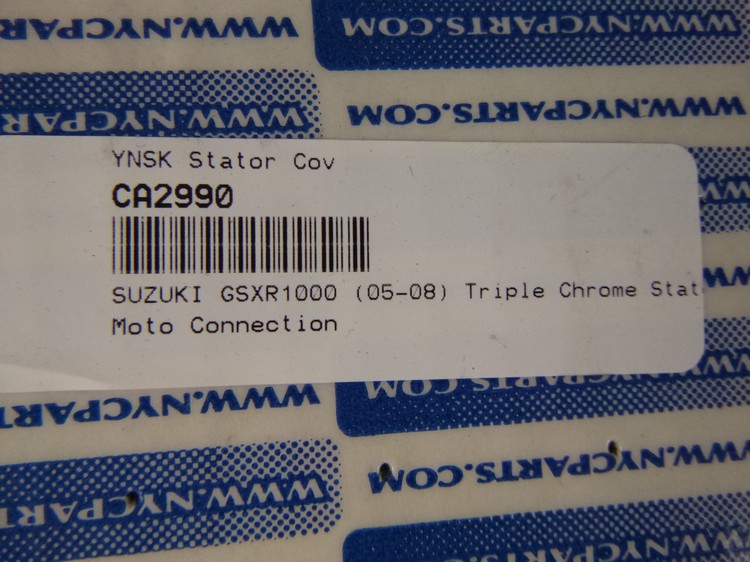 WWW.NYCPARTS.COM
WWW.NYCPARTS.COM
YNSK Stator Cov
CA2990
SUZUKI GSXR1000 (05-08) Triple Chrome Stat
Moto Connection
WWW.NYCPARTS.COM
WWW.NYCPARTS.COM